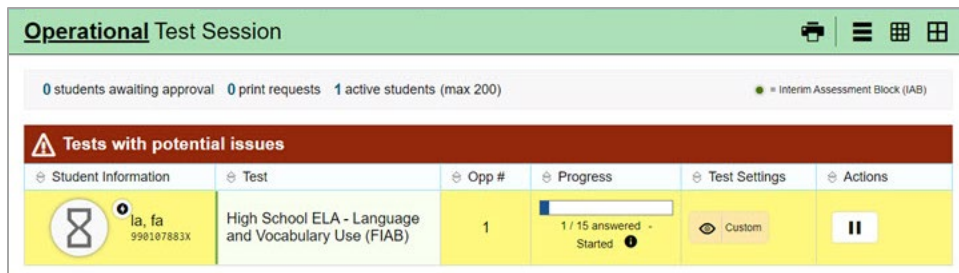 Operational Test Session
0 students awaiting approval 0 print requests 1 active students (max 200) = Interim Assessment Block (IAB)
Tests with potential issues
Student Information Test Opp # Progress Test Settings Actions
la, fa
990107883X
High School ELA - Language
and Vocabulary Use (FIAB)
1
1 / 15 answered -
Started
Custom